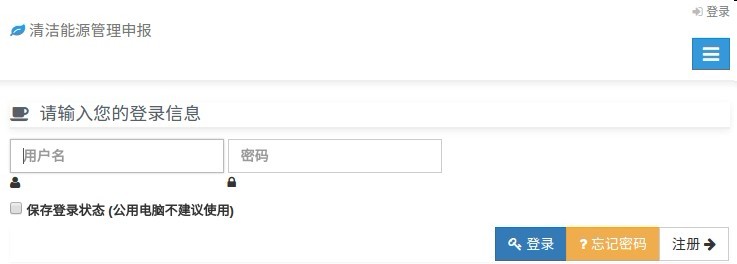 登录
清洁能源管理申报
请输入您的登录信息
用户名 密码
保存登录状态 (公用电脑不建议使用)
登录 ? 忘记密码 注册